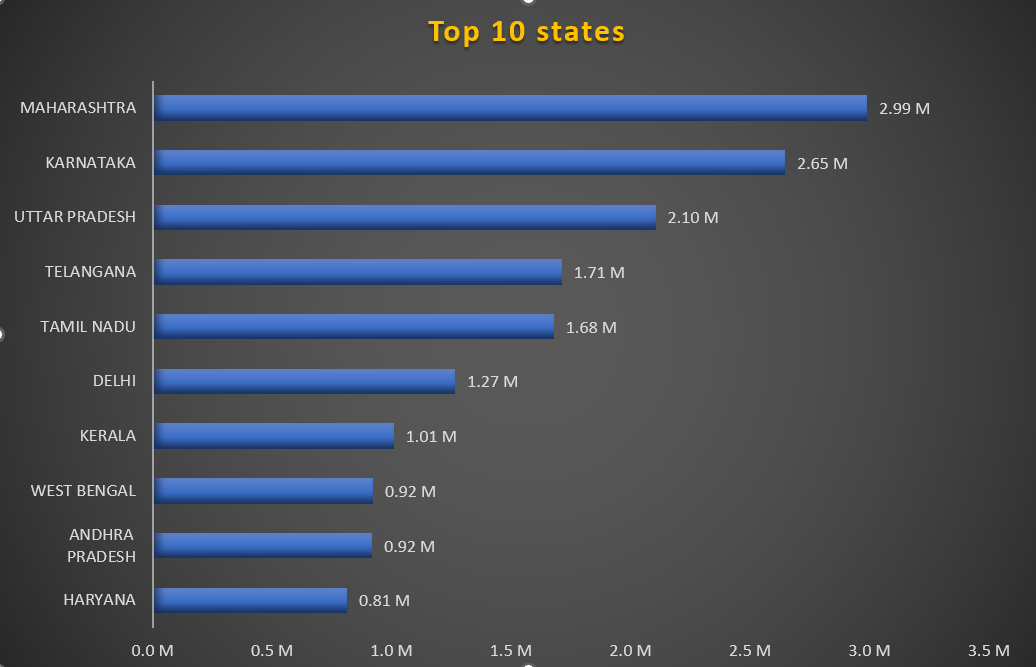 Top 10 states
MAHARASHTRA 2.99 M
KARNATAKA 2.65 M
UTTAR PRADESH 2.10 M
TELANGANA 1.71 M
TAMIL NADU 1.68 M
DELHI 1.27 M
KERALA 1.01 M
WEST BENGAL 0.92 M
ANDHRA
PRADESH 0.92 M
HARYANA 0.81 M
0.0 M 0.5 M 1.0 M 1.5 M 2.0 M 2.5 M 3.0 M 3.5 M